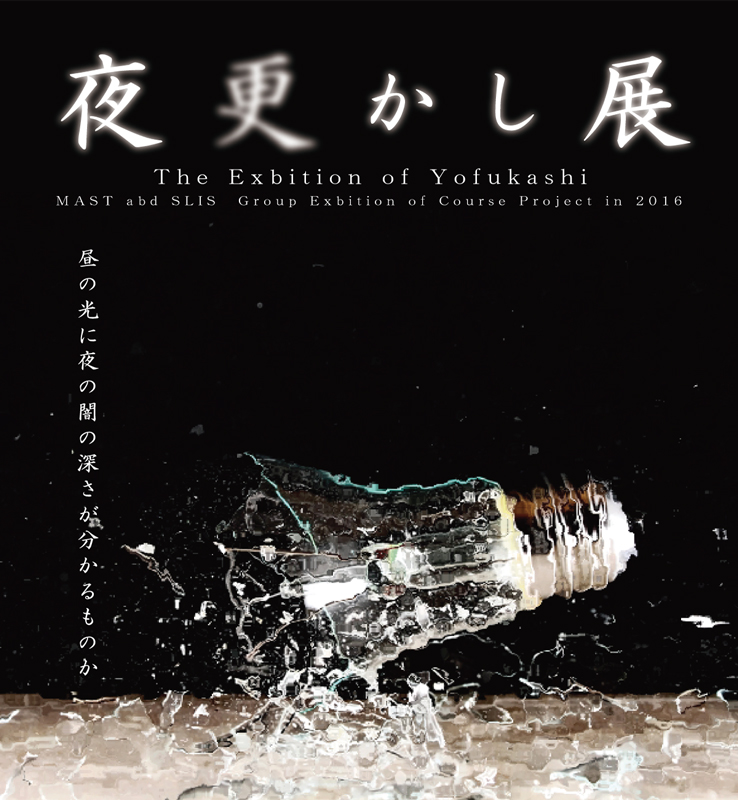 夜更かし展
The Exbition of Yofukashi
MAST abd SLIS Group Exbition of Course Project in 2016
昼の光に夜の闇の深さが分かるものか